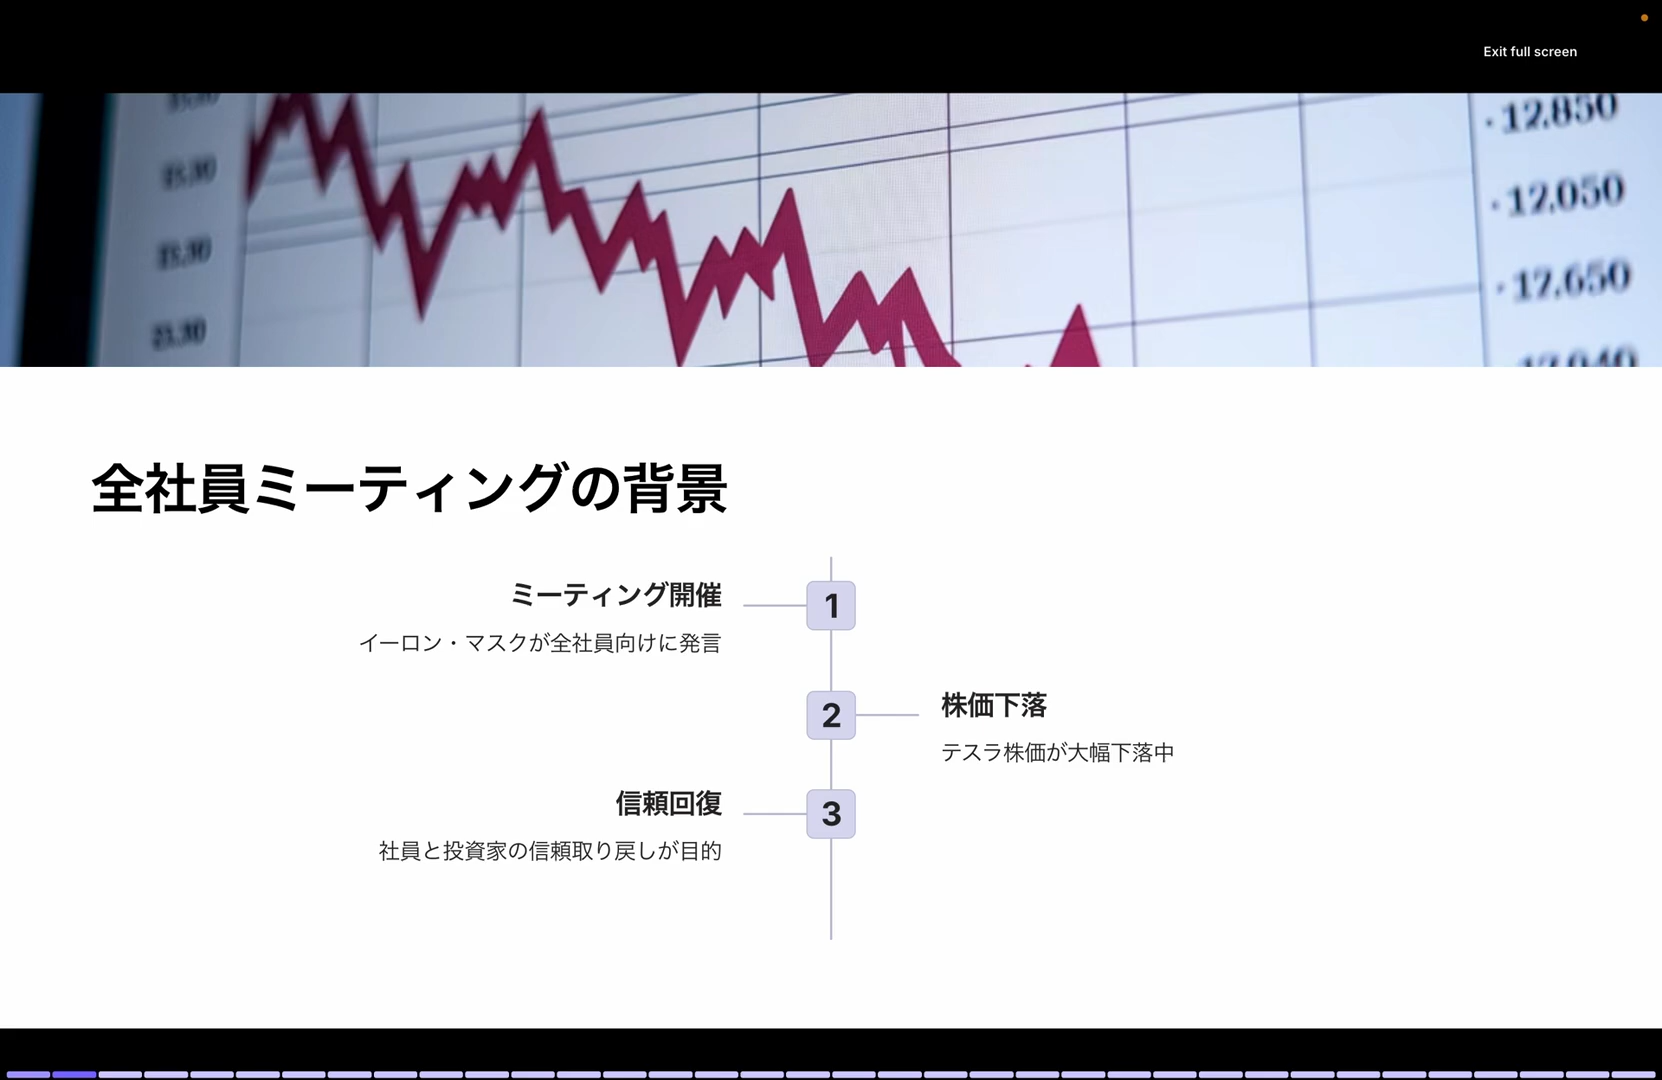 Exit full screen
12.850
12.050
17.650
全社員ミーティングの背景
ミーティング開催
イーロン・マスクが全社員向けに発言
1
2
株価下落
テスラ株価が大幅下落中
信頼回復
社員と投資家の信頼取り戻しが目的
3